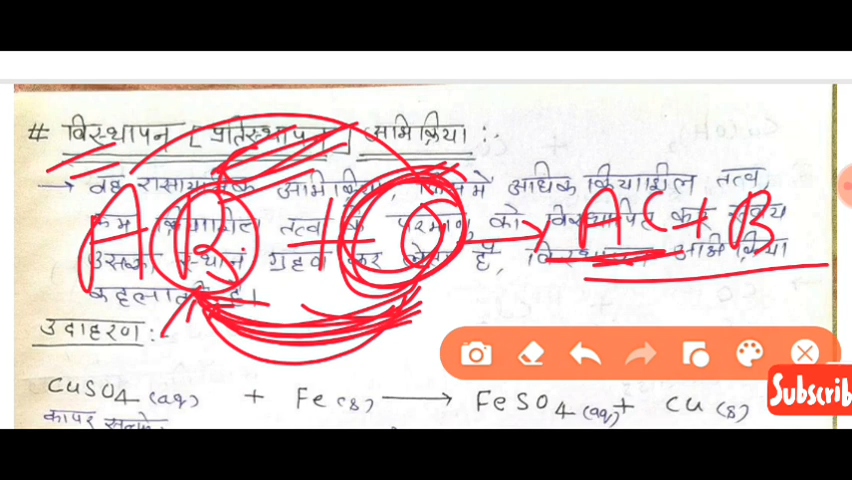 # विस्थापन [प्रतिस्थापन] अभिक्रिया :-
→ वह रासायनिक अभिक्रिया, जिसमें अधिक क्रियाशील तत्व,
कम क्रियाशील तत्व के परमाणु को विस्थापित कर स्वयं
उसका स्थान ग्रहण कर लेता है, विस्थापन अभिक्रिया
कहलाती है।
AB + C → AC + B
उदाहरण :-
CuSO4 (aq) + Fe (s) → FeSO4 (aq) + Cu (s)
कापर सल्फेट
Subscrib